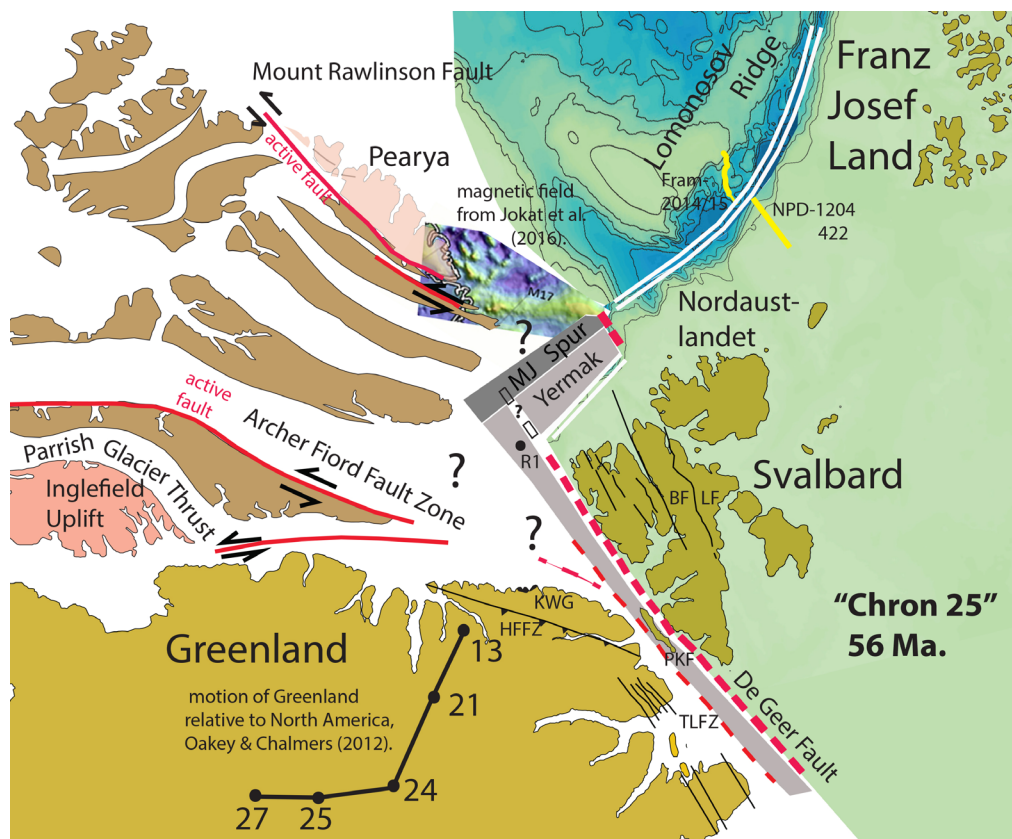 Mount Rawlinson Fault
active fault
Pearya
magnetic field
from Jokat et al.
(2016).
M17
Lomonosov
Ridge
Franz
Josef
Land
Fram-
2014/15
NPD-1204
422
Nordaust-
landet
?
MJ Spur
Yermak
?
R1
active
fault
Archer Fiord Fault Zone
Parrish Glacier Thrust
Inglefield
Uplift
?
?
BF
LF
Svalbard
"Chron 25"
56 Ma.
KWG
HFFZ
PKF
TLFZ
De Geer Fault
Greenland
motion of Greenland
relative to North America,
Oakey & Chalmers (2012).
13
21
24
25
27